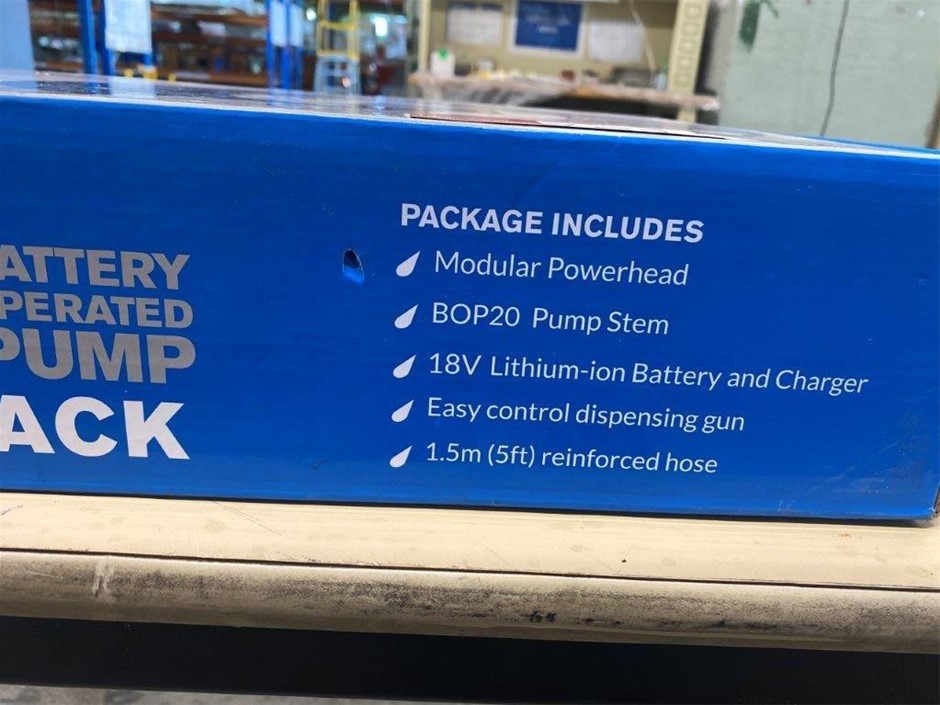 ATTERY
PERATED
PUMP
ACK
PACKAGE INCLUDES
Modular Powerhead
BOP20 Pump Stem
18V Lithium-ion Battery and Charger
Easy control dispensing gun
1.5m (5ft) reinforced hose